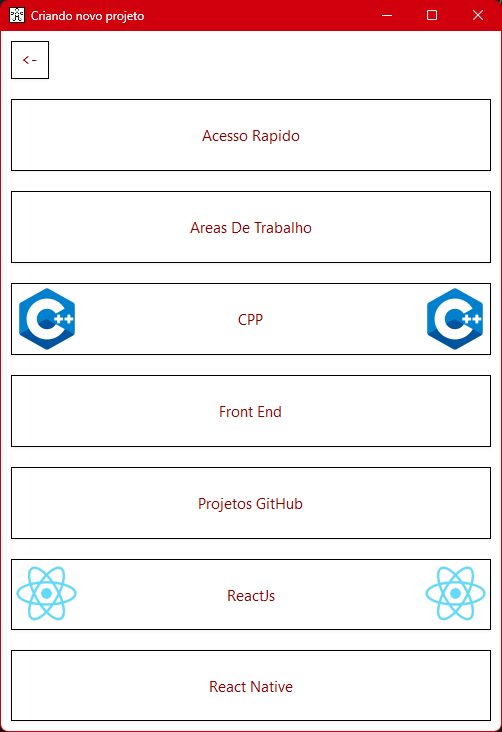 Criando novo projeto
<-
Acesso Rapido
Areas De Trabalho
C++ CPP C++
Front End
Projetos GitHub
ReactJs
React Native